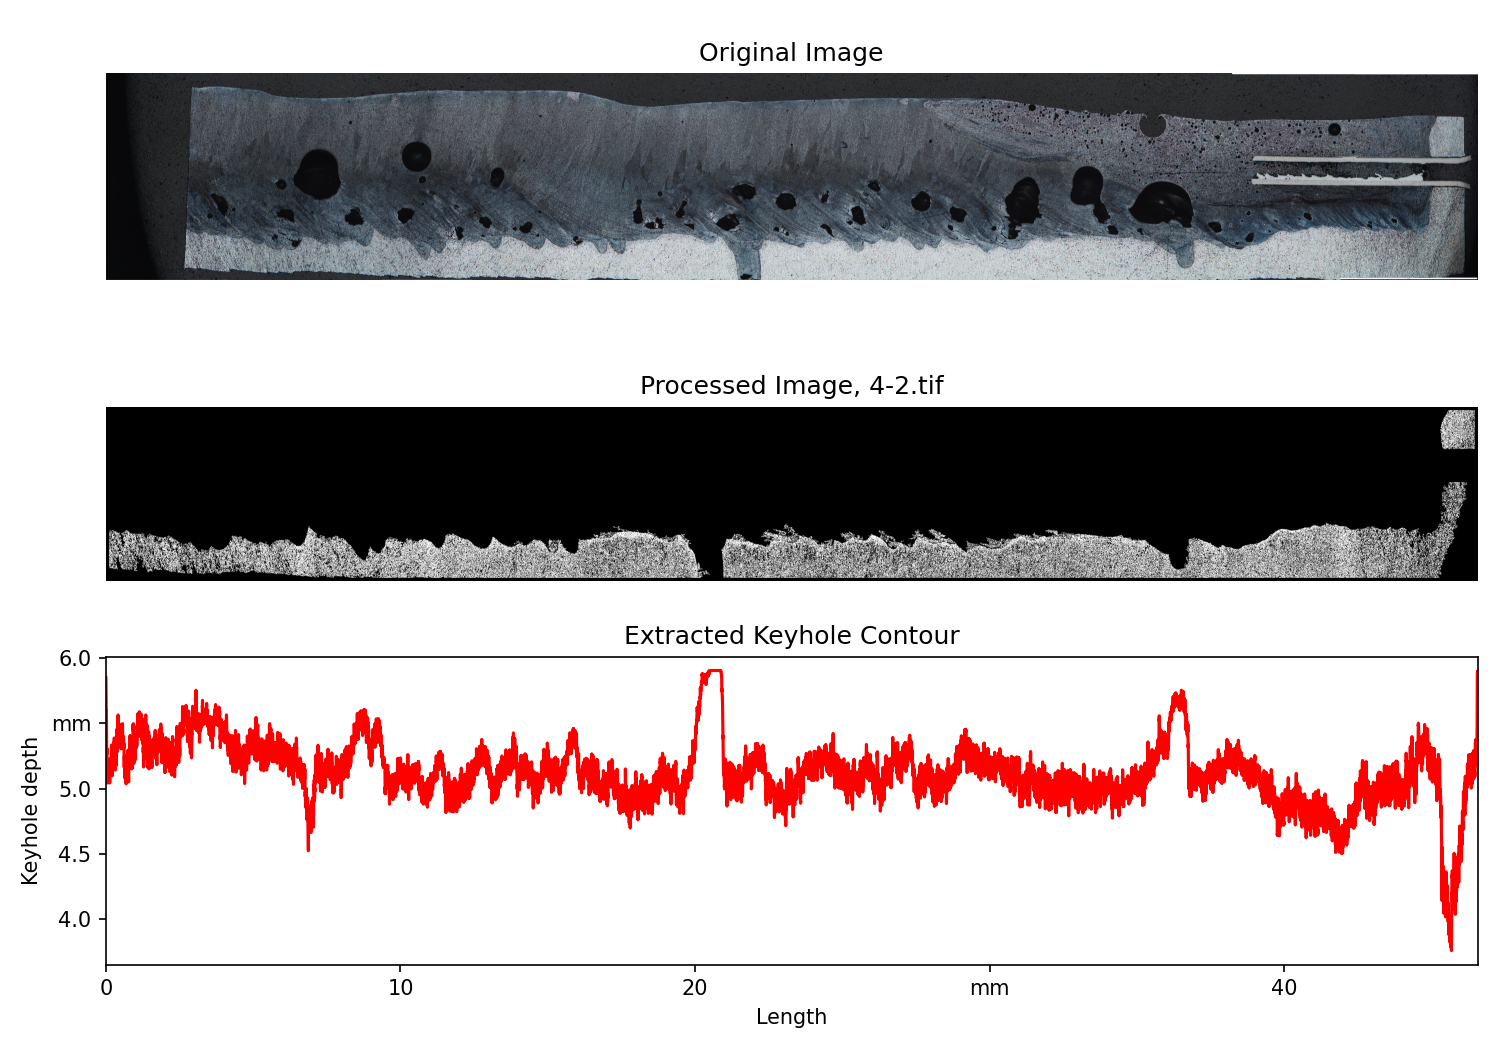 Original Image
Processed Image, 4-2.tif
Extracted Keyhole Contour
6.0
mm
5.0
4.5
4.0
Keyhole depth
0
10
20
mm
40
Length